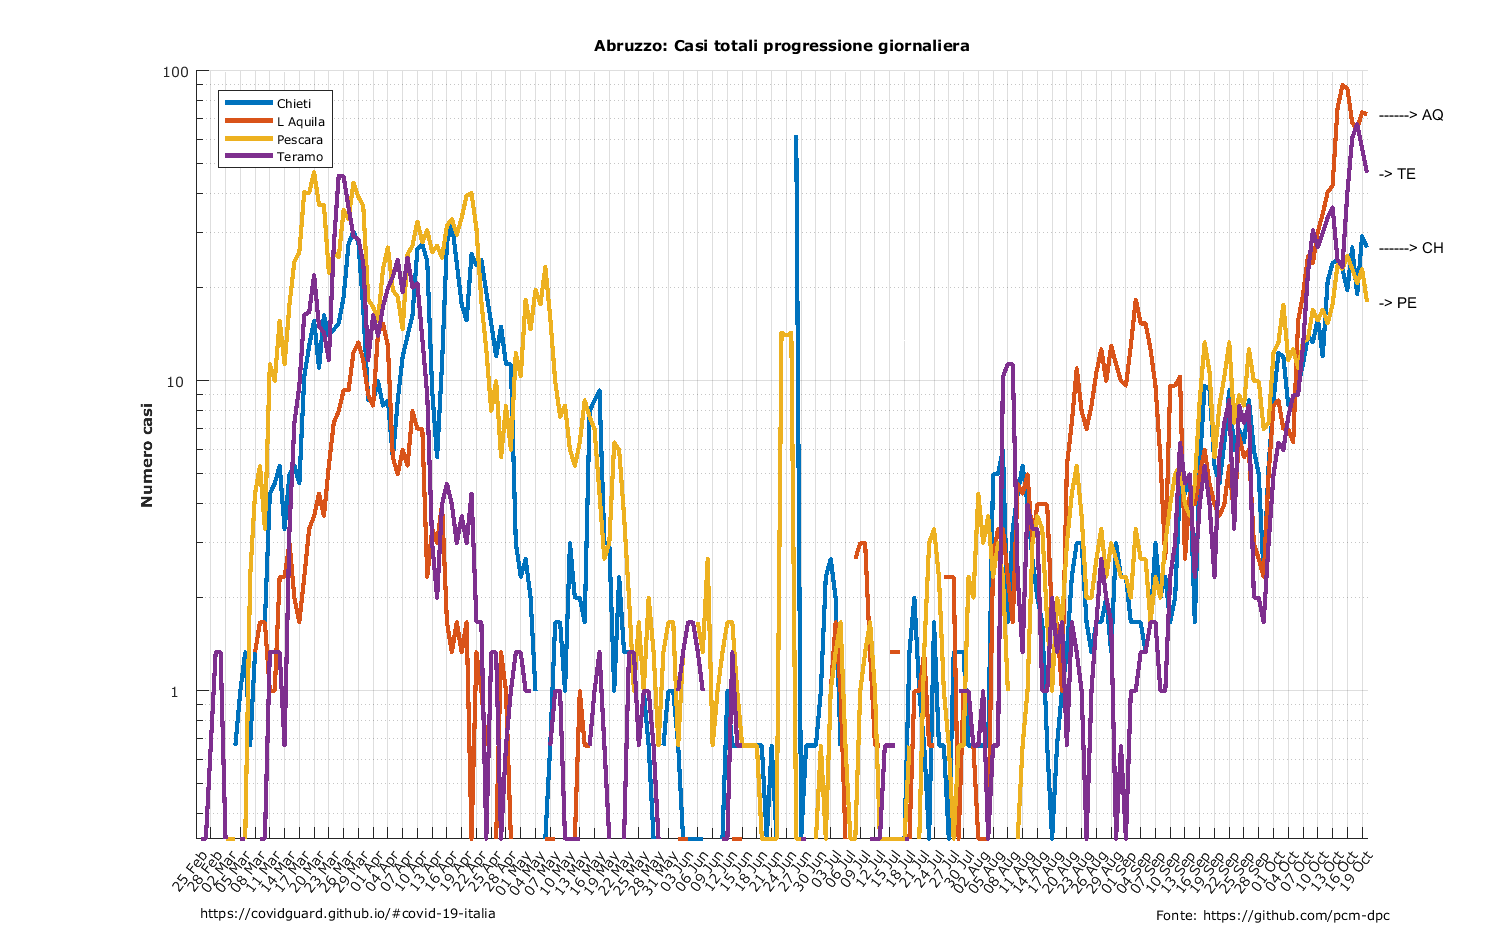 Abruzzo: Casi totali progressione giornaliera
100
10
1
Numero casi
Chieti
L Aquila
Pescara
Teramo
------> AQ
-> TE
------> CH
-> PE
25 Feb
28 Feb
02 Mar
05 Mar
08 Mar
11 Mar
14 Mar
17 Mar
20 Mar
23 Mar
26 Mar
29 Mar
01 Apr
04 Apr
07 Apr
10 Apr
13 Apr
16 Apr
19 Apr
22 Apr
25 Apr
28 Apr
01 May
04 May
07 May
10 May
13 May
16 May
19 May
22 May
25 May
28 May
31 May
03 Jun
06 Jun
09 Jun
12 Jun
15 Jun
18 Jun
21 Jun
24 Jun
27 Jun
30 Jun
03 Jul
06 Jul
09 Jul
12 Jul
15 Jul
18 Jul
21 Jul
24 Jul
27 Jul
30 Jul
02 Aug
05 Aug
08 Aug
11 Aug
14 Aug
17 Aug
20 Aug
23 Aug
26 Aug
29 Aug
01 Sep
04 Sep
07 Sep
10 Sep
13 Sep
16 Sep
19 Sep
22 Sep
25 Sep
28 Sep
01 Oct
04 Oct
07 Oct
10 Oct
13 Oct
16 Oct
19 Oct
https://covidguard.github.io/#covid-19-italia
Fonte: https://github.com/pcm-dpc